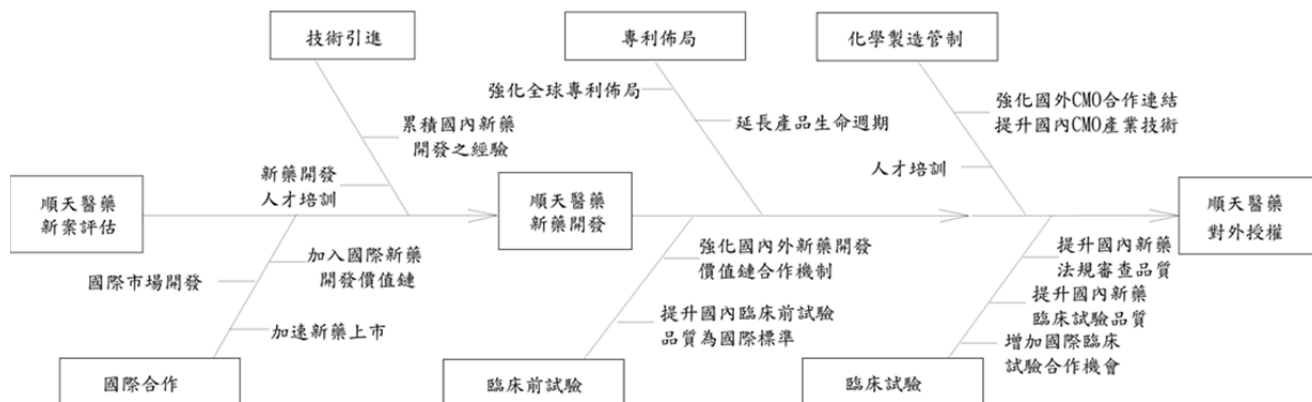 技術引進
專利佈局
化學製造管制
強化全球專利佈局
強化國外CMO合作連結
提升國內CMO產業技術
累積國內新藥
開發之經驗
延長產品生命週期
新藥開發
人才培訓
人才培訓
順天醫藥
新案評估
順天醫藥
新藥開發
順天醫藥
對外授權
加入國際新藥
開發價值鏈
強化國內外新藥開發
價值鏈合作機制
提升國內新藥
法規審查品質
國際市場開發
提升國內新藥
臨床試驗品質
加速新藥上市
提升國內臨床前試驗
品質為國際標準
增加國際臨床
試驗合作機會
國際合作
臨床前試驗
臨床試驗